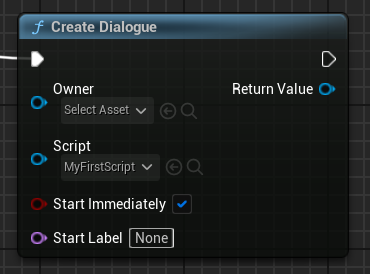 f Create Dialogue
Owner
Select Asset
Return Value
Script
MyFirstScript
Start Immediately
Start Label None